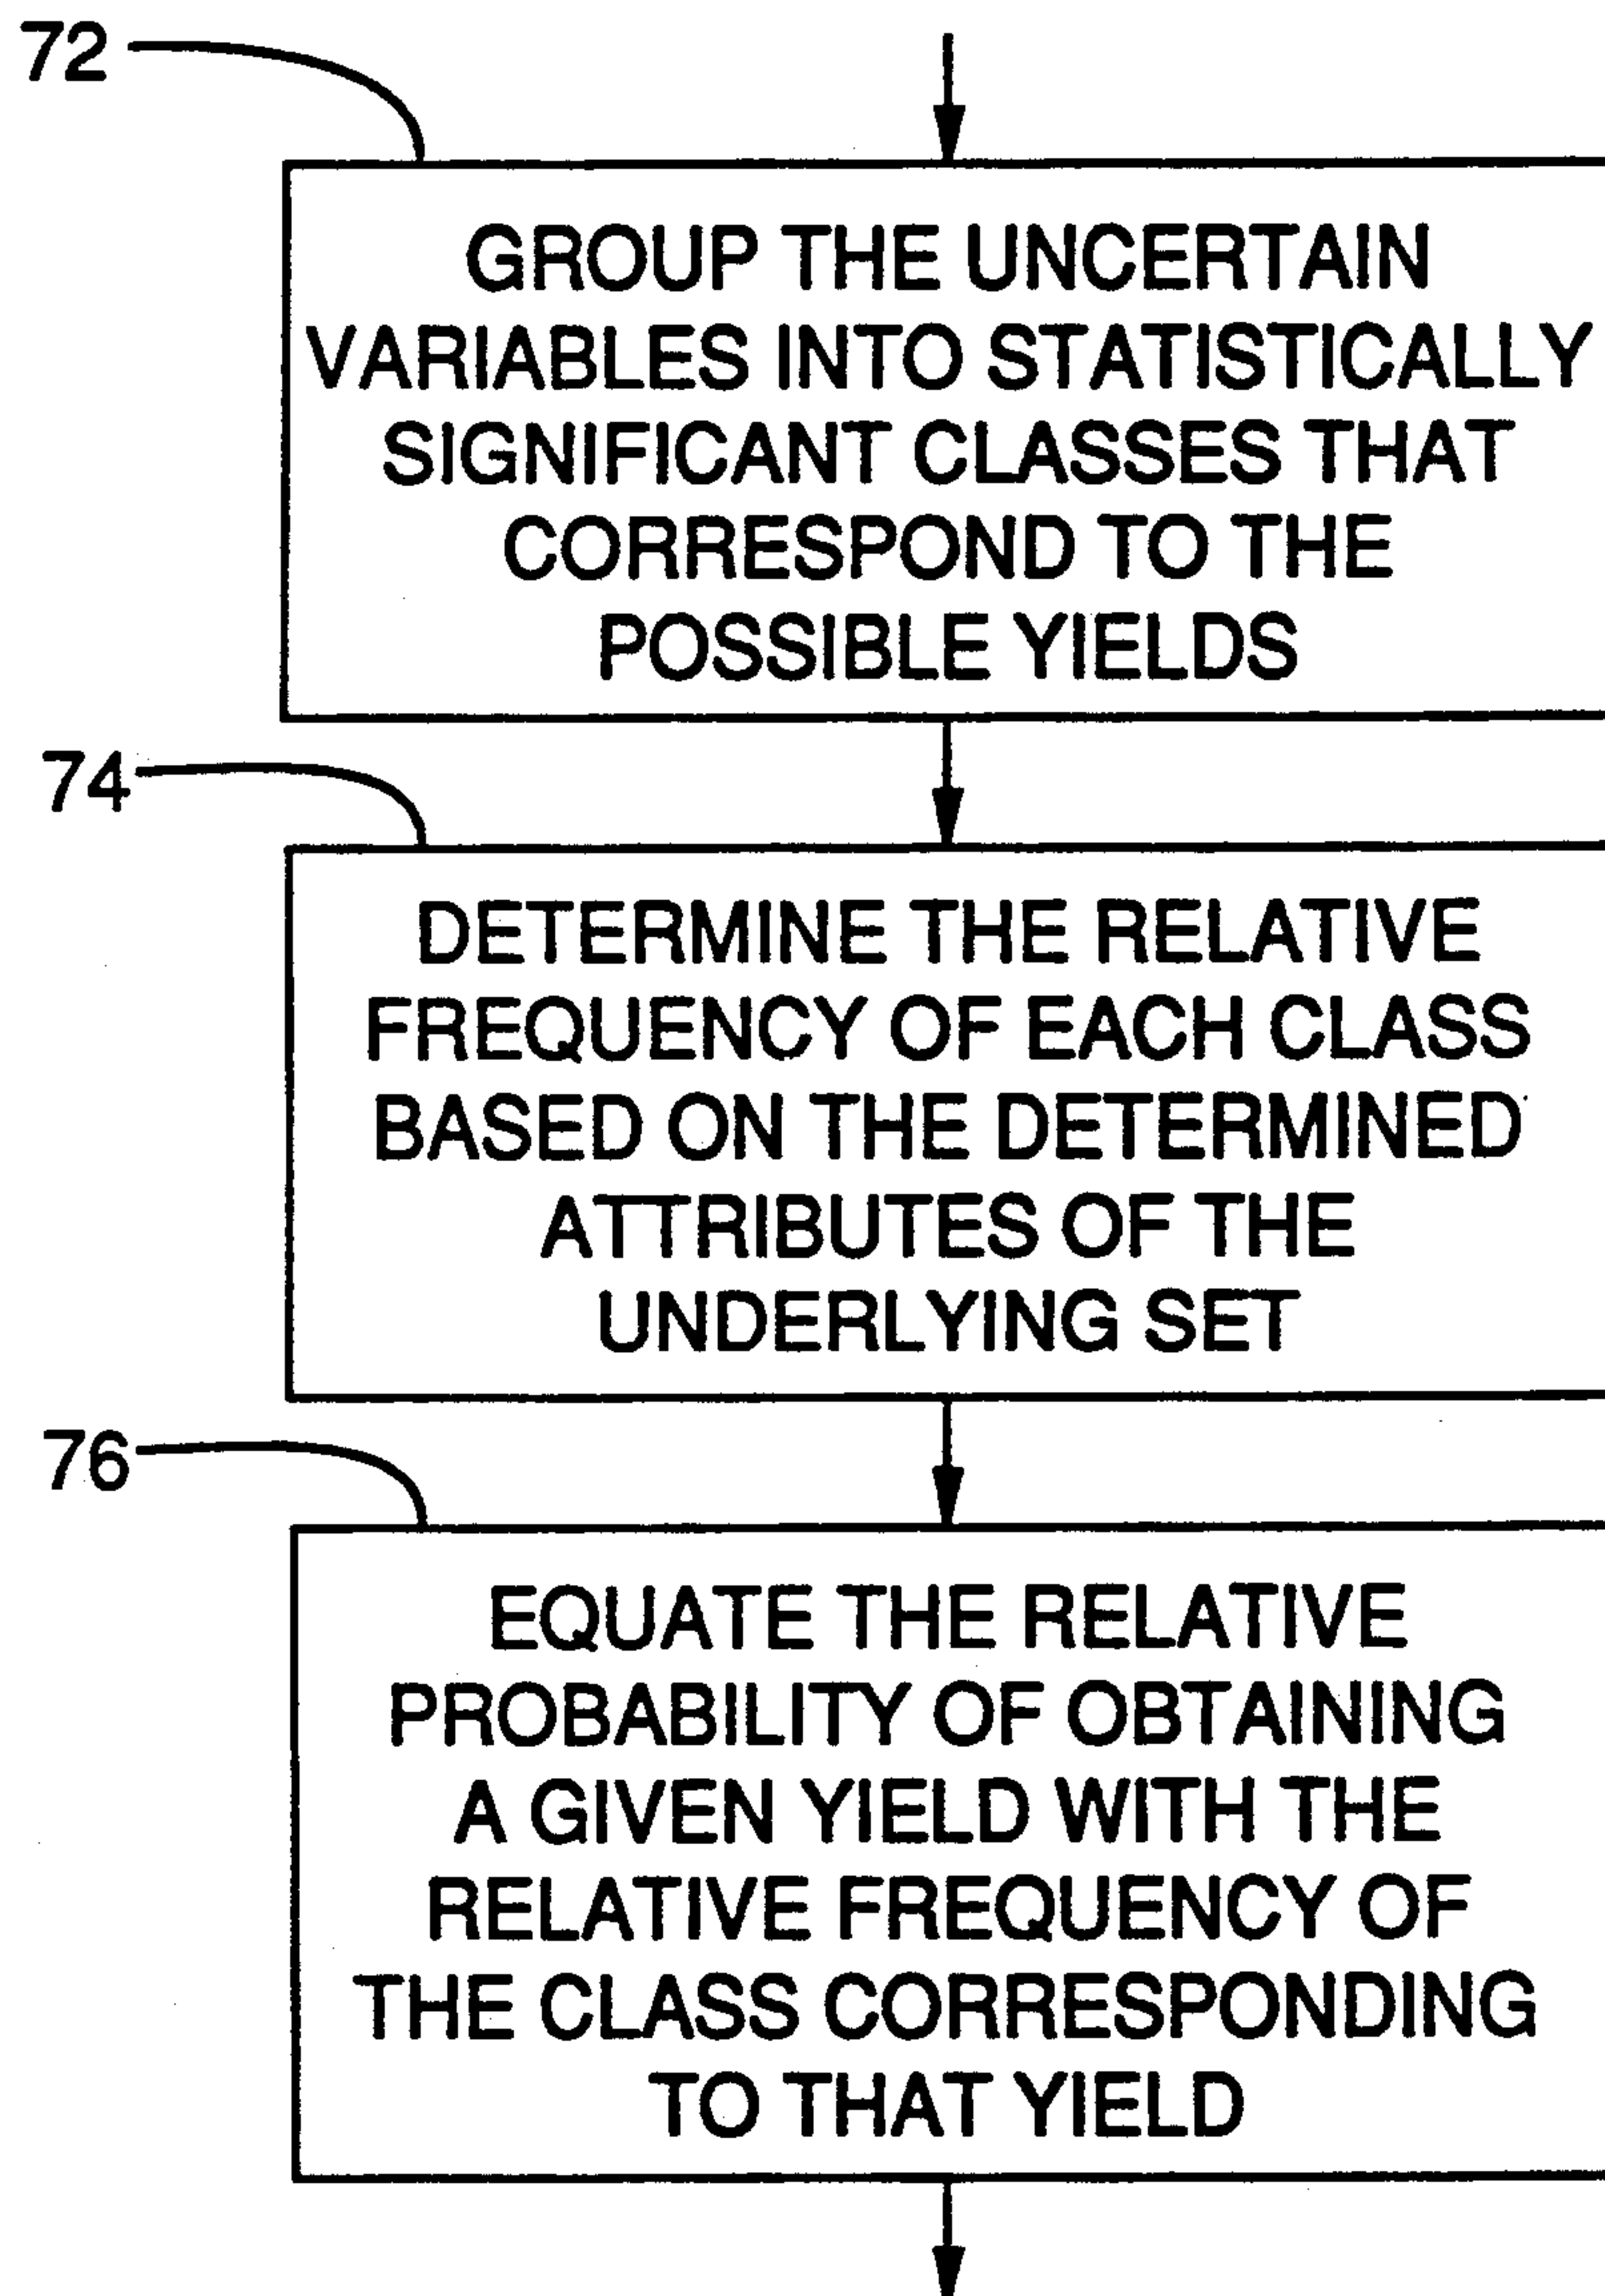 72
GROUP THE UNCERTAIN
VARIABLES INTO STATISTICALLY
SIGNIFICANT CLASSES THAT
CORRESPOND TO THE
POSSIBLE YIELDS
74
DETERMINE THE RELATIVE
FREQUENCY OF EACH CLASS
BASED ON THE DETERMINED
ATTRIBUTES OF THE
UNDERLYING SET
76
EQUATE THE RELATIVE
PROBABILITY OF OBTAINING
A GIVEN YIELD WITH THE
RELATIVE FREQUENCY OF
THE CLASS CORRESPONDING
TO THAT YIELD